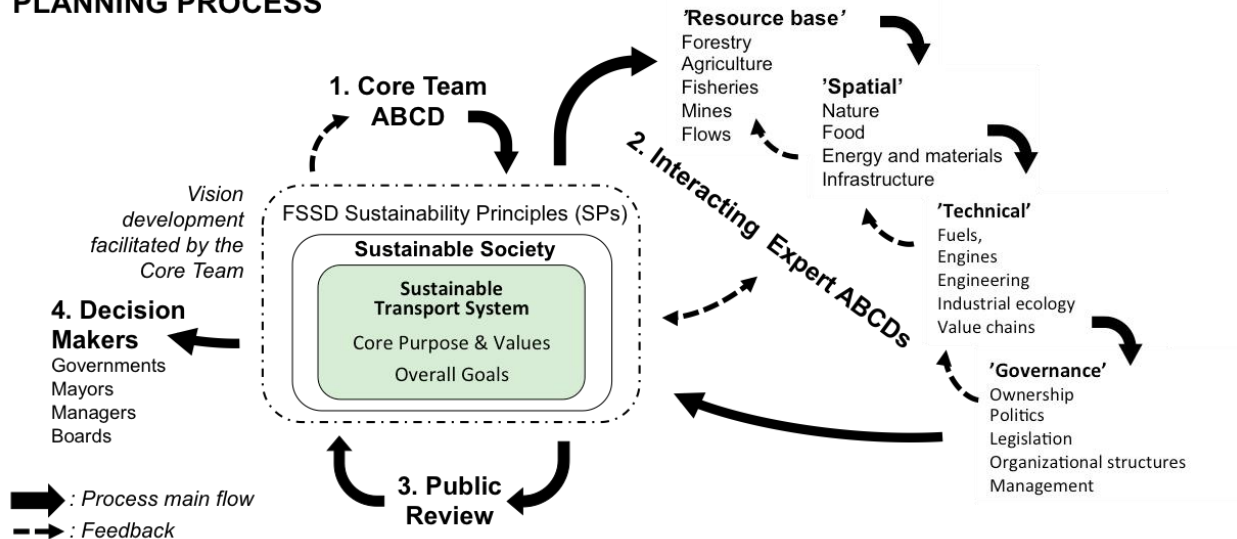 PLANNING PROCESS
1. Core Team
ABCD
Vision
development
facilitated by the
Core Team
FSSD Sustainability Principles (SPs)
Sustainable Society
Sustainable
Transport System
Core Purpose & Values
Overall Goals
2. Interacting Expert ABCDs
’Resource base’
Forestry
Agriculture
Fisheries
Mines
Flows
’Spatial’
Nature
Food
Energy and materials
Infrastructure
’Technical’
Fuels,
Engines
Engineering
Industrial ecology
Value chains
’Governance’
Ownership
Politics
Legislation
Organizational structures
Management
3. Public
Review
4. Decision
Makers
Governments
Mayors
Managers
Boards
: Process main flow
: Feedback